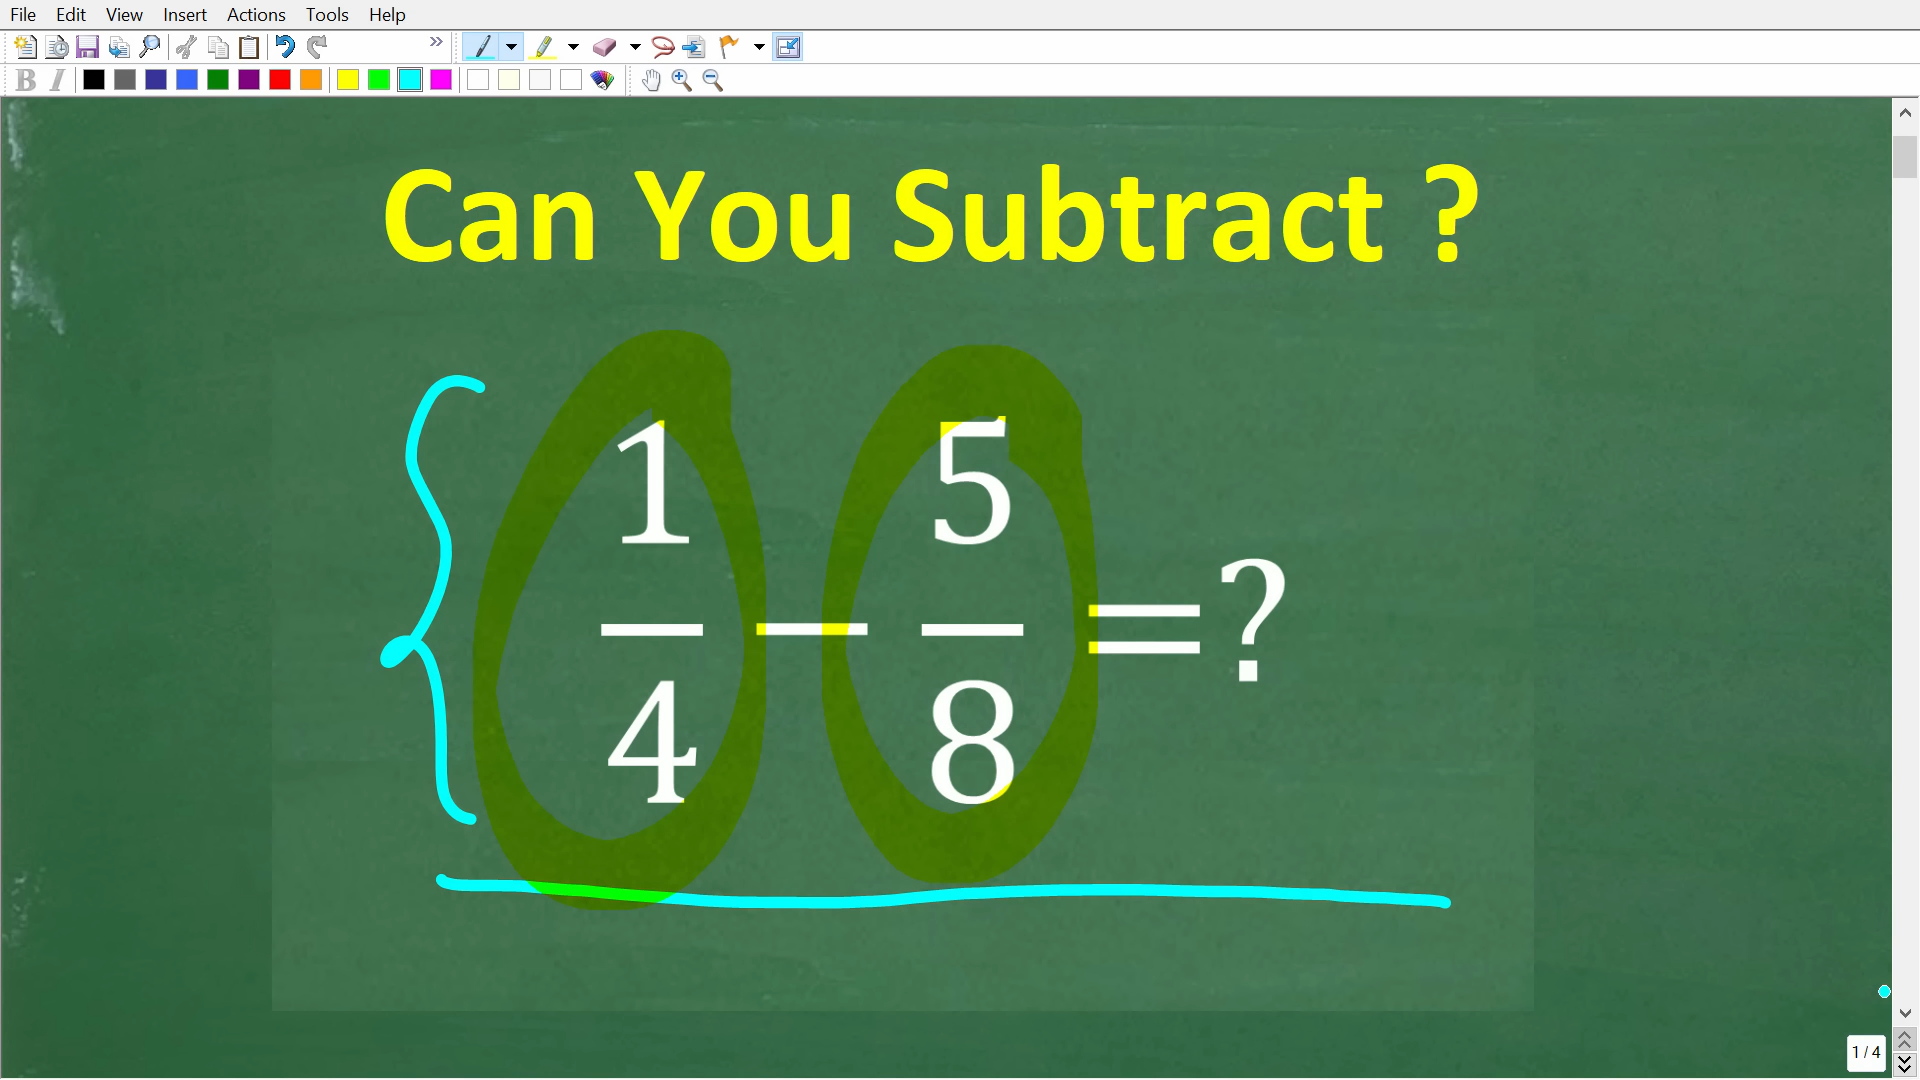 File Edit View Insert Actions Tools Help
B I
Can You Subtract ?
1/4 − 5/8 =?
1 / 4